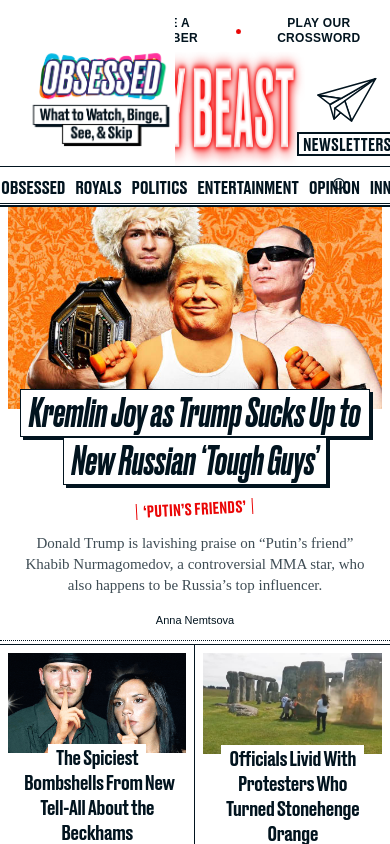 E A
BER
PLAY OUR
CROSSWORD
OBSESSED
What to Watch, Binge,
See, & Skip
Y BEAST
NEWSLETTERS
OBSESSED ROYALS POLITICS ENTERTAINMENT OPINION INN
Kremlin Joy as Trump Sucks Up to
New Russian ‘Tough Guys’
‘PUTIN’S FRIENDS’
Donald Trump is lavishing praise on “Putin’s friend”
Khabib Nurmagomedov, a controversial MMA star, who
also happens to be Russia’s top influencer.
Anna Nemtsova
The Spiciest
Bombshells From New
Tell-All About the
Beckhams
Officials Livid With
Protesters Who
Turned Stonehenge
Orange